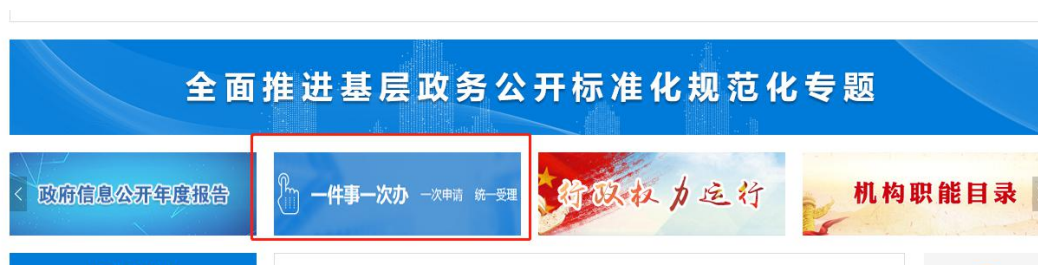 全面推进基层政务公开标准化规范化专题
政府信息公开年度报告
一件事一次办 一次申请 统一受理
行政权力运行
机构职能目录